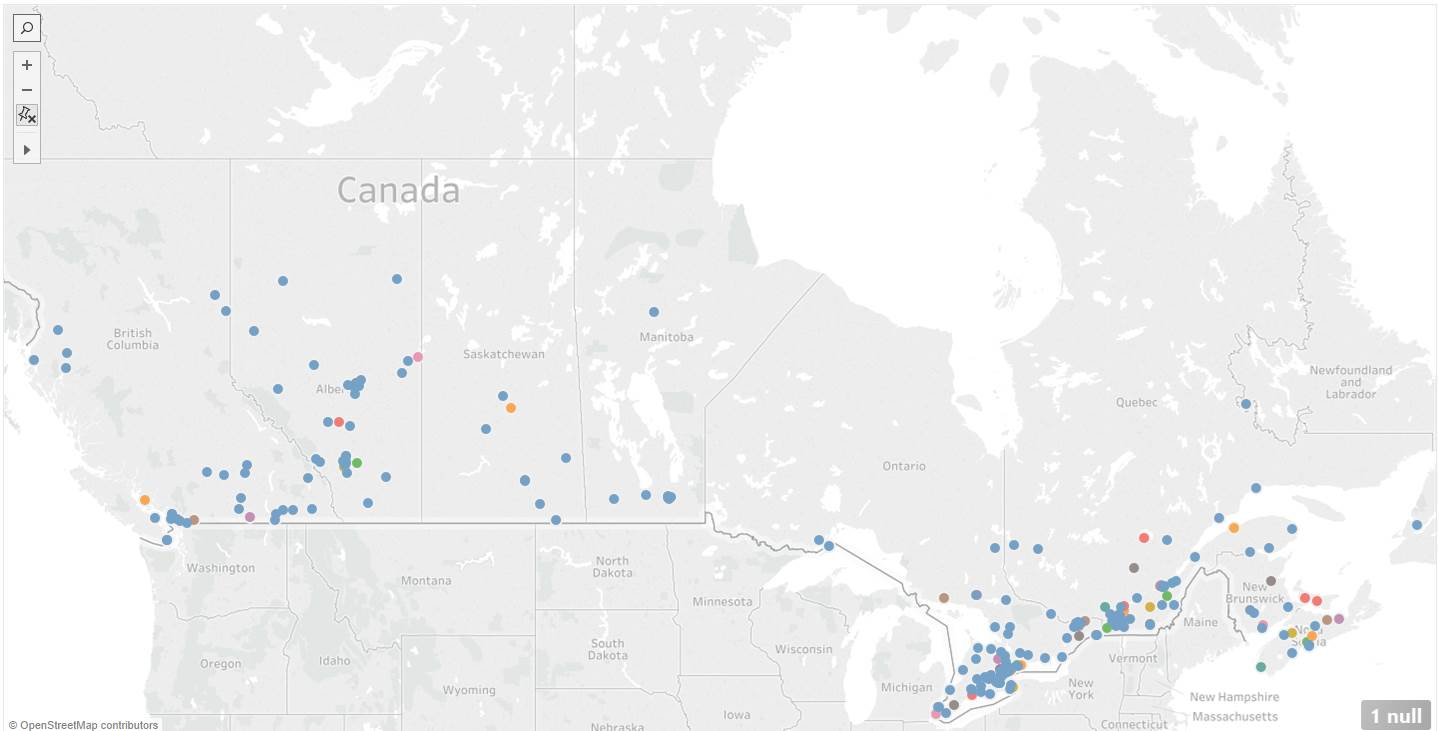 Canada
British
Columbia
Manitoba
Saskatchewan
Newfoundland
and
Labrador
Quebec
Ontario
Washington
North
Dakota
Montana
New
Brunswick
Minnesota
Maine
South
Dakota
Wisconsin
Vermont
Oregon
Idaho
Michigan
New
York
Wyoming
New Hampshire
Iowa
Massachusetts
Connecticut
Nebraska
© OpenStreetMap contributors
1 null